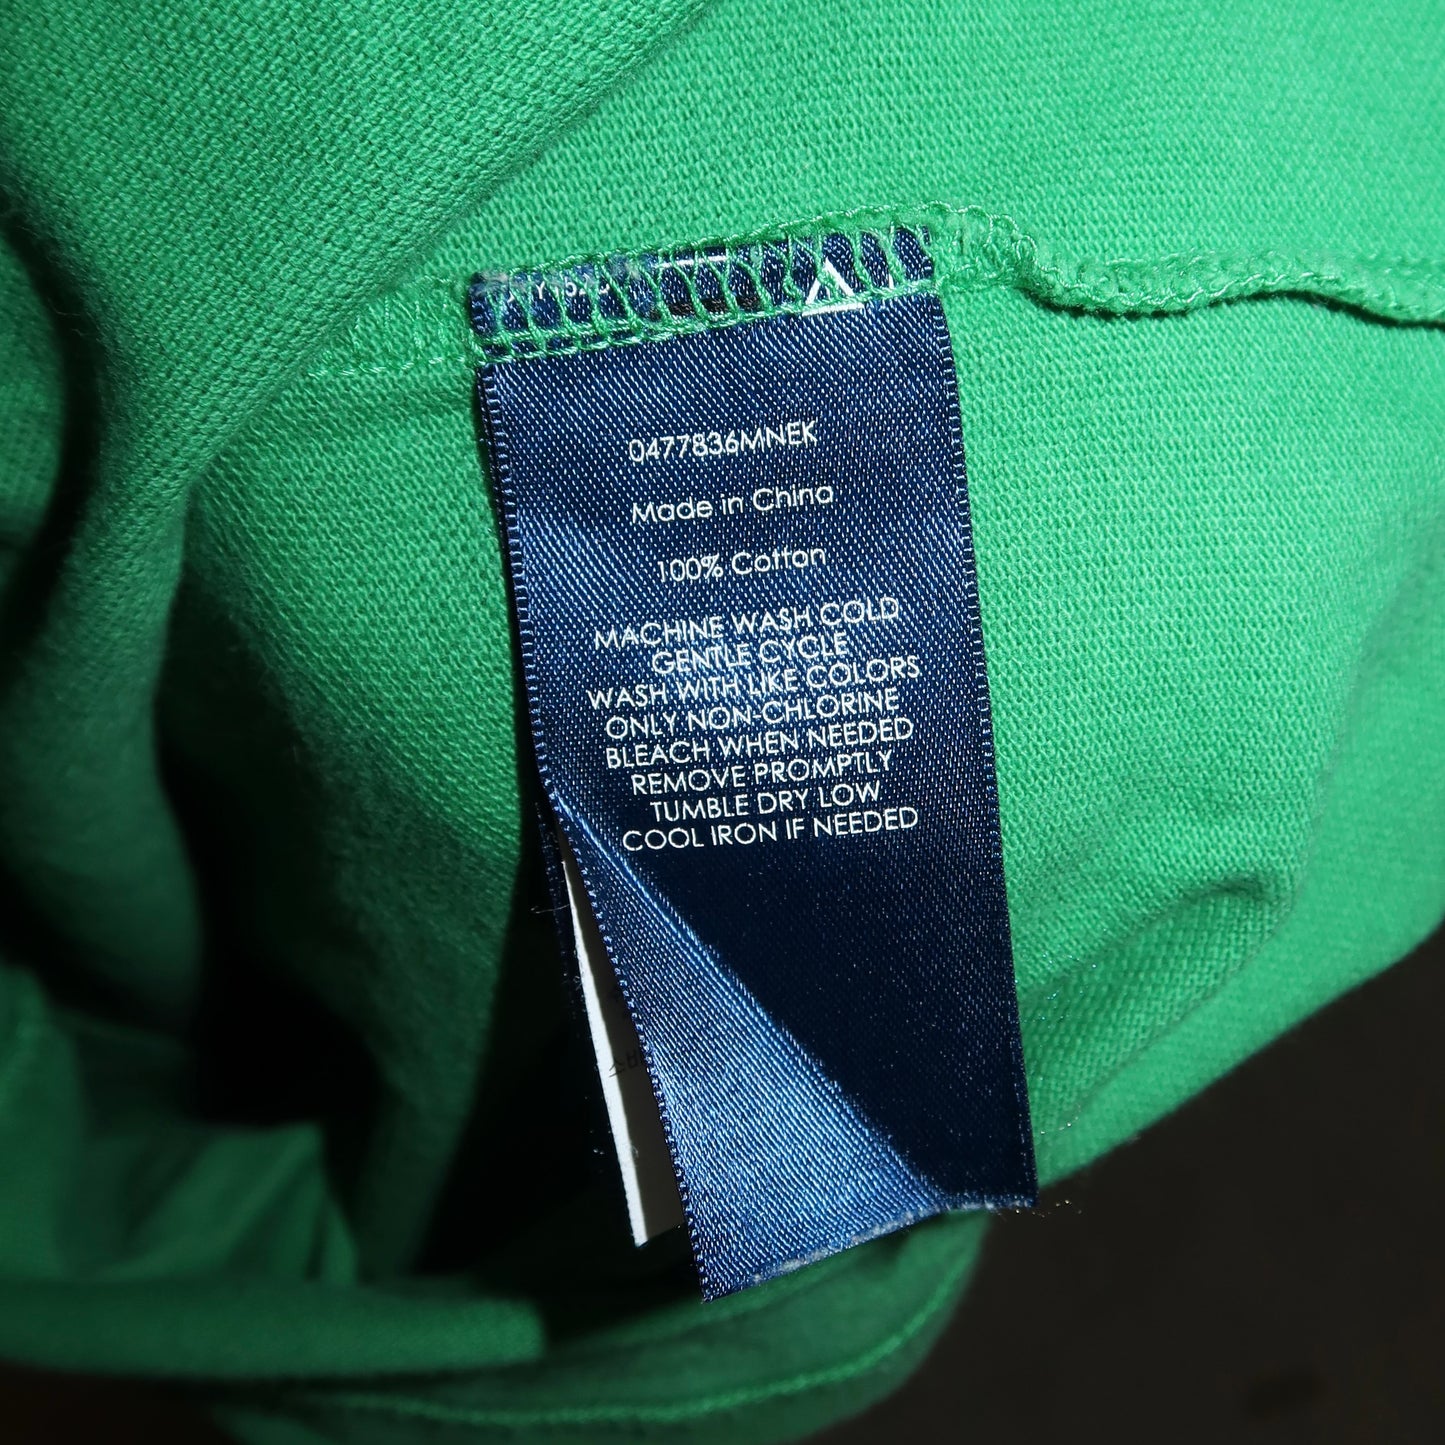 0477836MNEK
Made in China
100% Cotton
MACHINE WASH COLD
GENTLE CYCLE
WASH WITH LIKE COLORS
ONLY NON-CHLORINE
BLEACH WHEN NEEDED
REMOVE PROMPTLY
TUMBLE DRY LOW
COOL IRON IF NEEDED